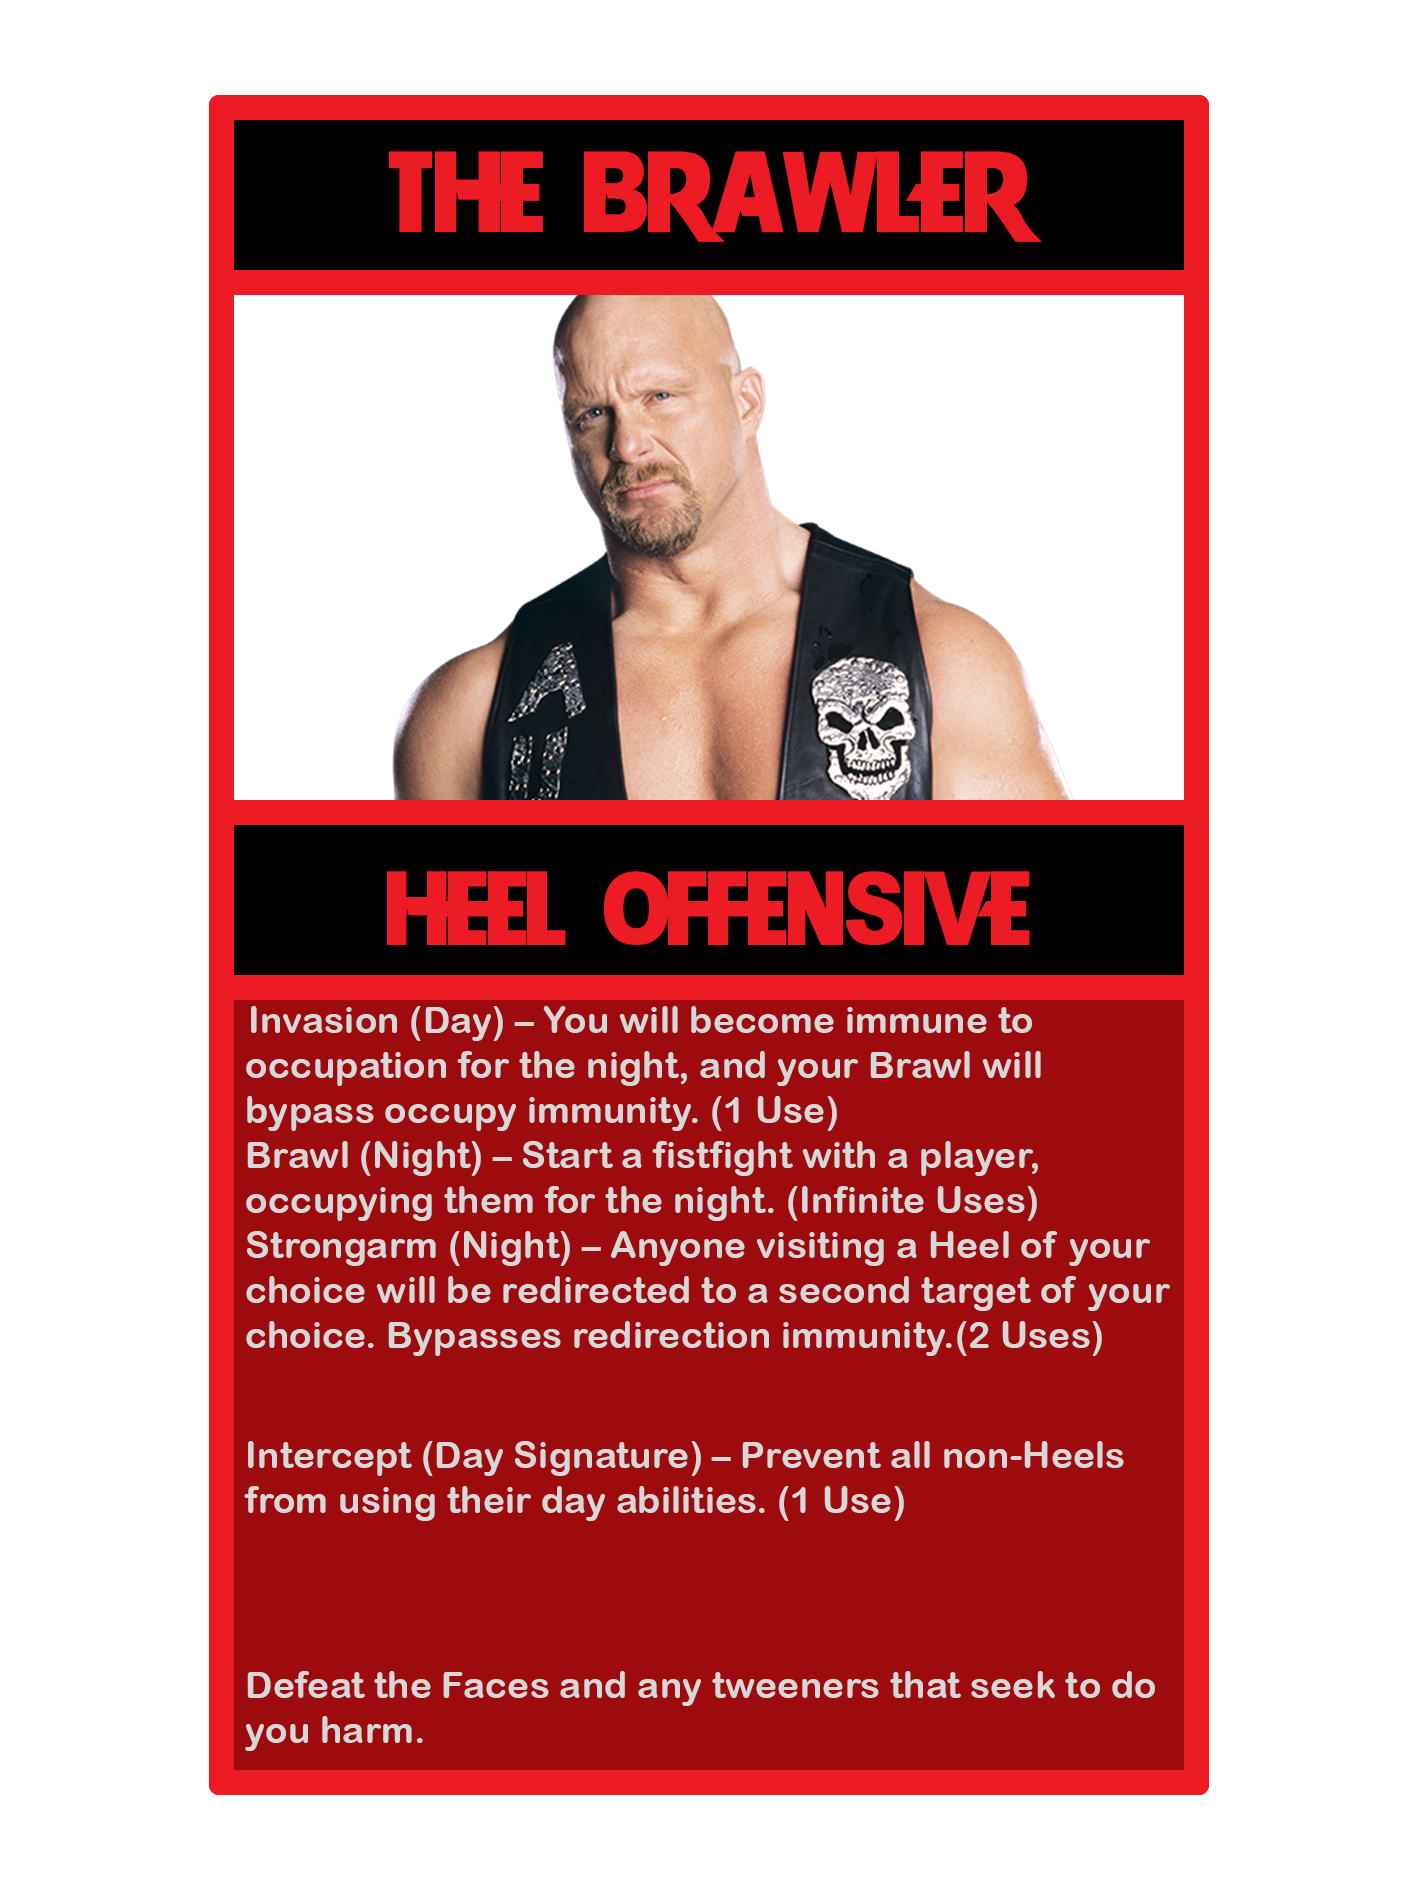 THE BRAWLER
A
U
HEEL OFFENSIVE
Invasion (Day) – You will become immune to
occupation for the night, and your Brawl will
bypass occupy immunity. (1 Use)
Brawl (Night) – Start a fistfight with a player,
occupying them for the night. (Infinite Uses)
Strongarm (Night) – Anyone visiting a Heel of your
choice will be redirected to a second target of your
choice. Bypasses redirection immunity.(2 Uses)
Intercept (Day Signature) – Prevent all non-Heels
from using their day abilities. (1 Use)
Defeat the Faces and any tweeners that seek to do
you harm.